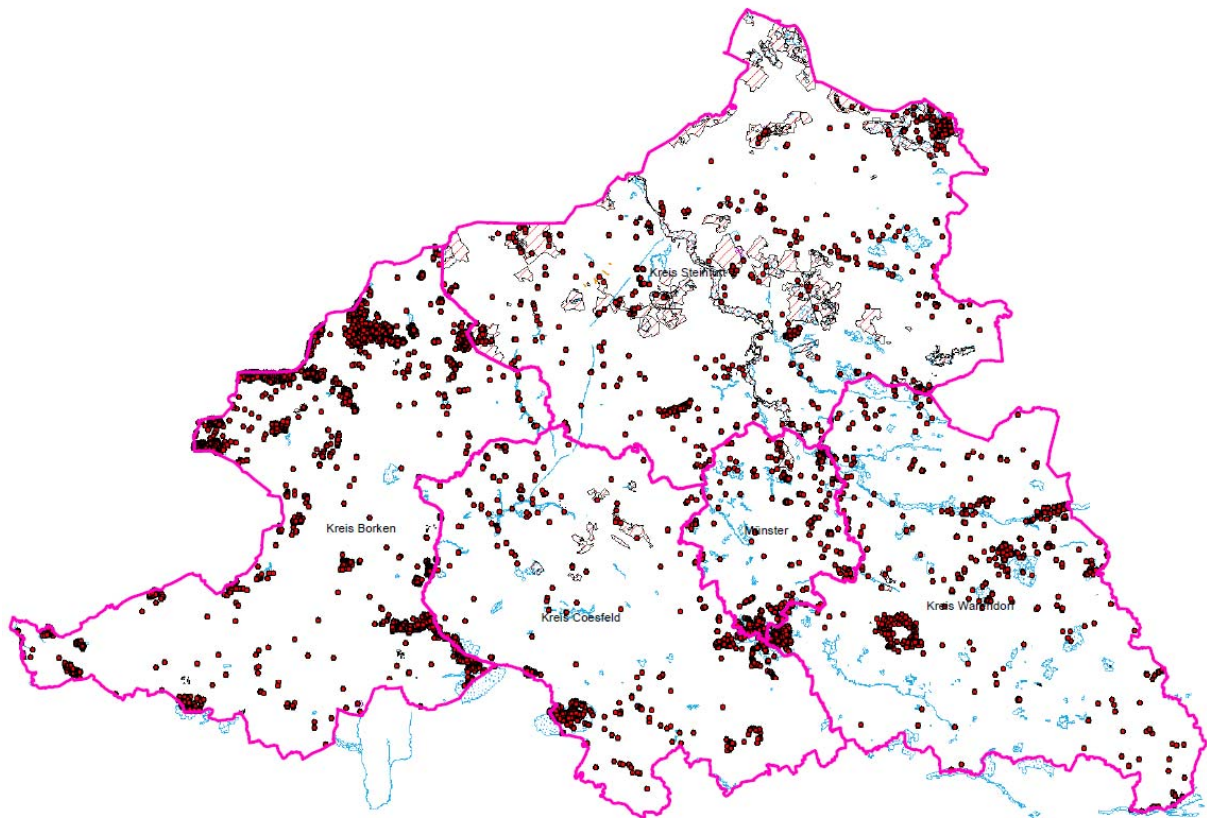 Kreis Steinfurt
Kreis Borken
Münster
Kreis Warendorf
Kreis Coesfeld